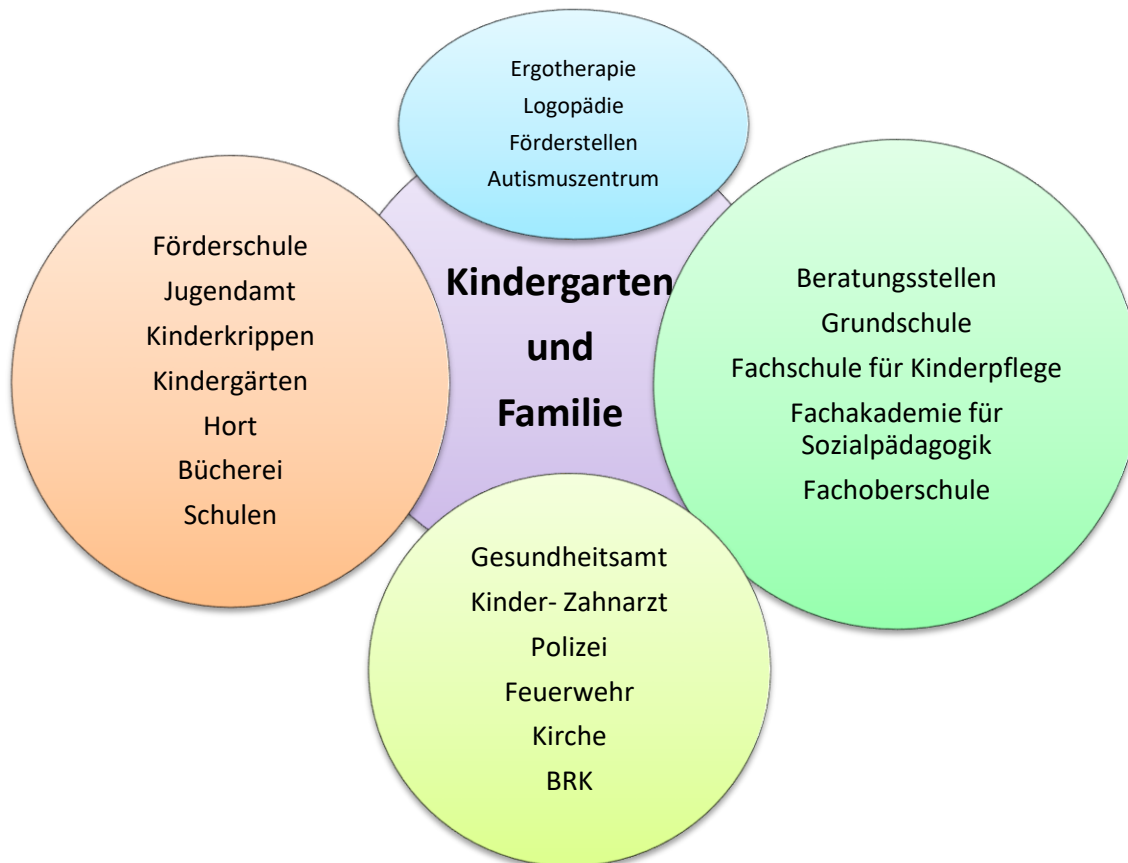 Ergotherapie
Logopädie
Förderstellen
Autismuszentrum
Förderschule
Jugendamt
Kinderkrippen
Kindergärten
Hort
Bücherei
Schulen
Kindergarten
und
Familie
Beratungsstellen
Grundschule
Fachschule für Kinderpflege
Fachakademie für
Sozialpädagogik
Fachoberschule
Gesundheitsamt
Kinder- Zahnarzt
Polizei
Feuerwehr
Kirche
BRK